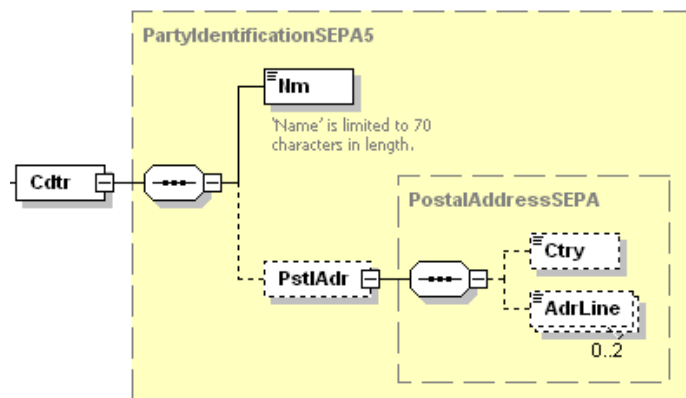 PartyIdentificationSEPA5
Nm
'Name' is limited to 70
characters in length.
Cdtr
PostalAddressSEPA
Ctry
PstlAdr
AdrLine
0..2